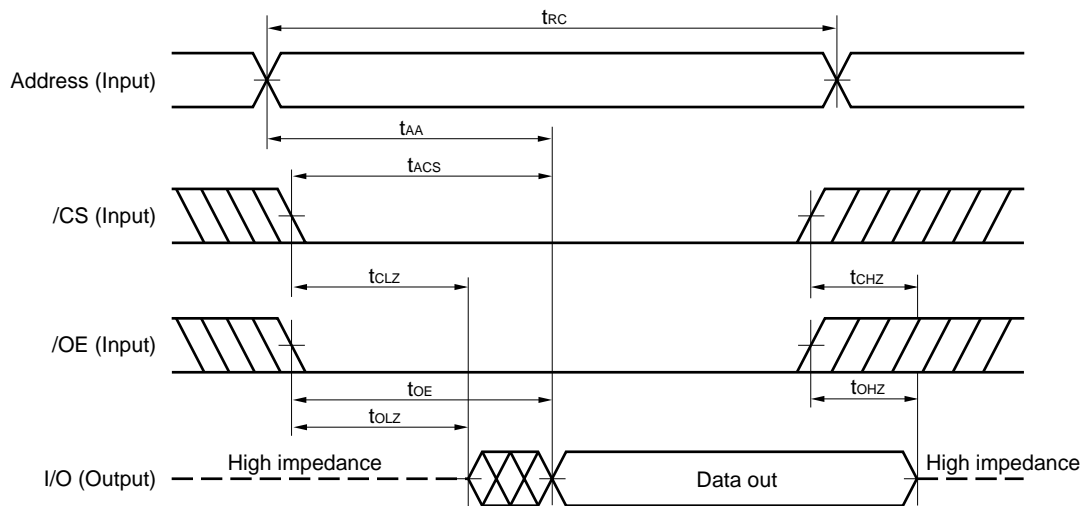 tRC
Address (Input)
tAA
tACS
/CS (Input)
tCLZ
tCHZ
/OE (Input)
tOE
tOHZ
tOLZ
High impedance
High impedance
I/O (Output)
Data out